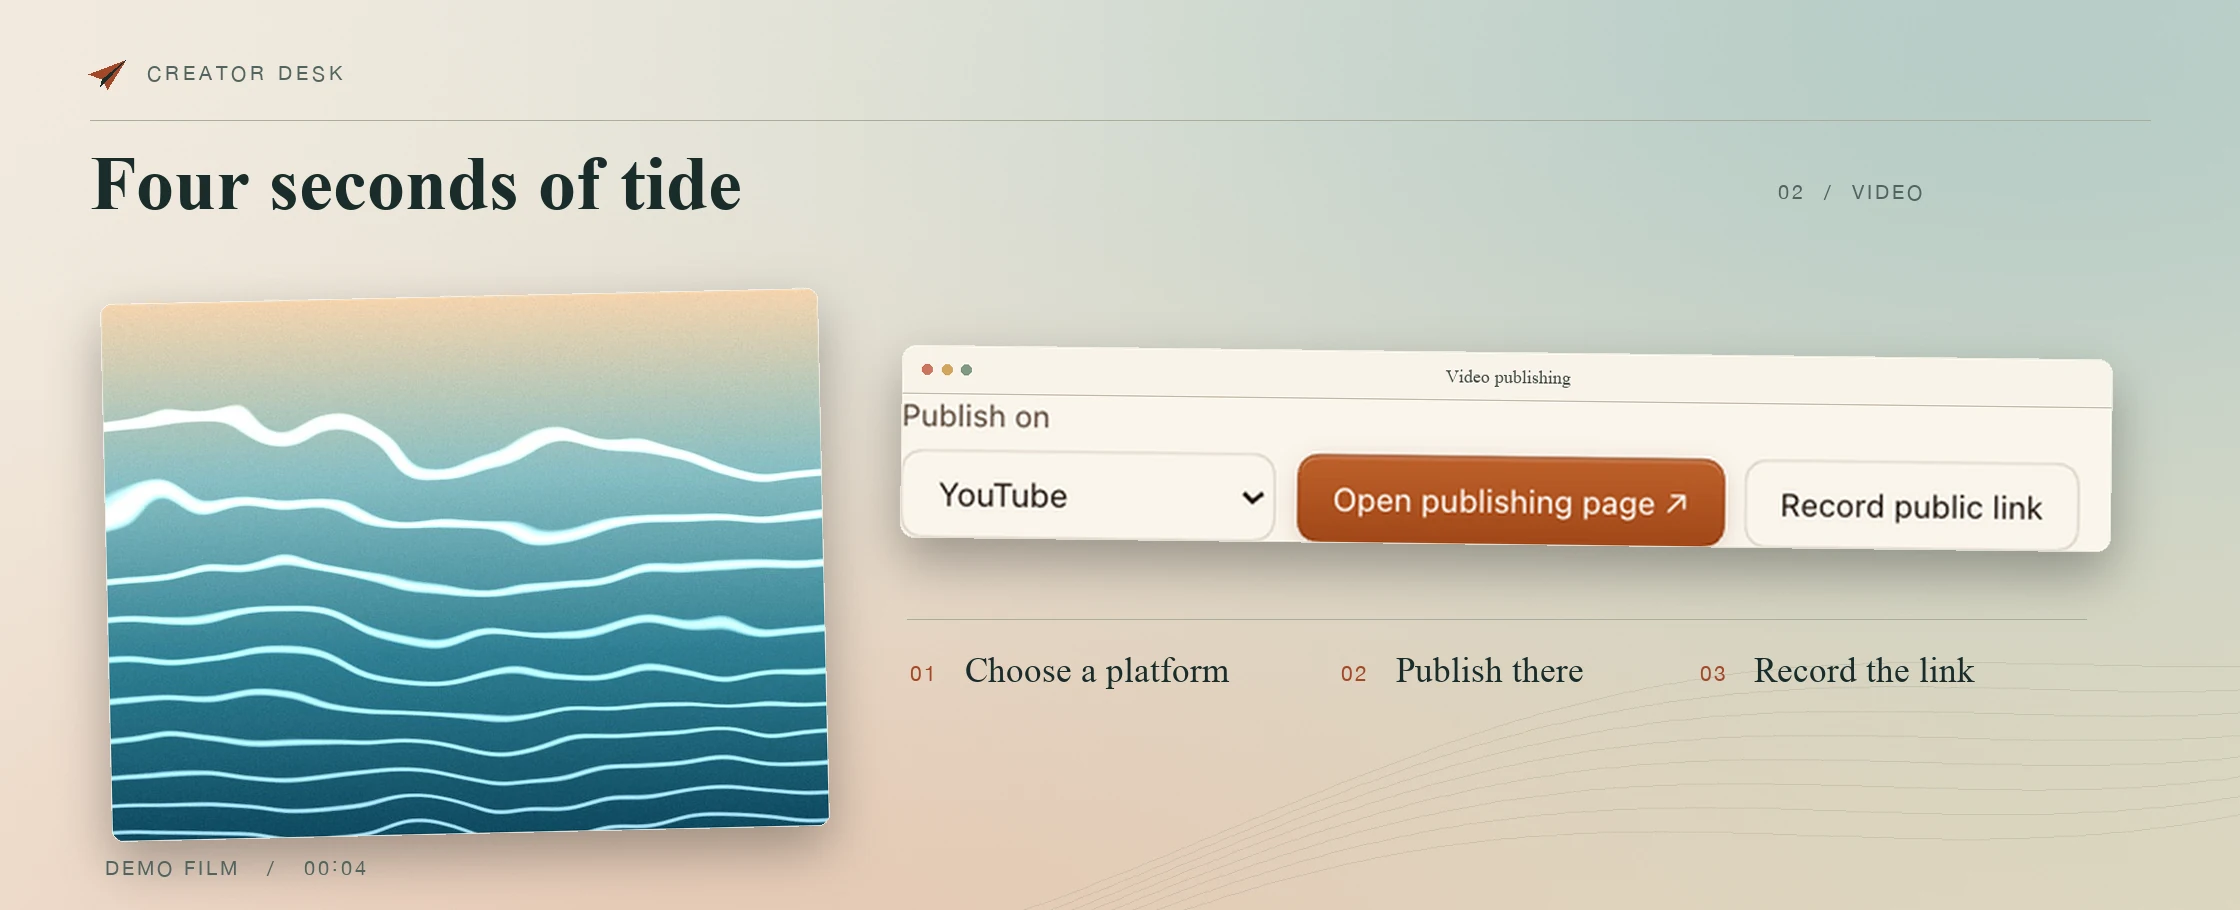 CREATOR DESK
Four seconds of tide
02 / VIDEO
Video publishing
Publish on
YouTube
Open publishing page ↗
Record public link
01 Choose a platform
02 Publish there
03 Record the link
DEMO FILM / 00:04